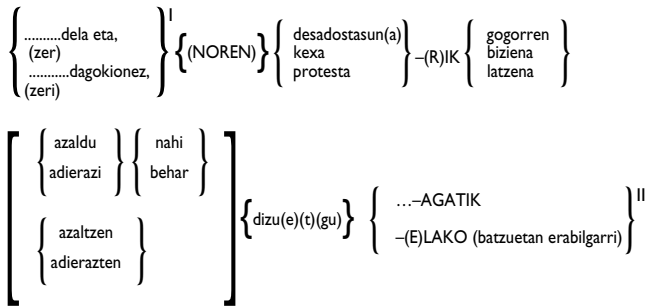 ..........dela eta, I
(zer) (NOREN) desadostasun(a) gogorren
...........dagokionez, kexa –(R)IK biziena
(zeri) protesta latzena
azaldu nahi
adierazi behar
azaltzen dizu(e)(t)(gu) …–AGATIK II
adierazten –(E)LAKO (batzuetan erabilgarri)